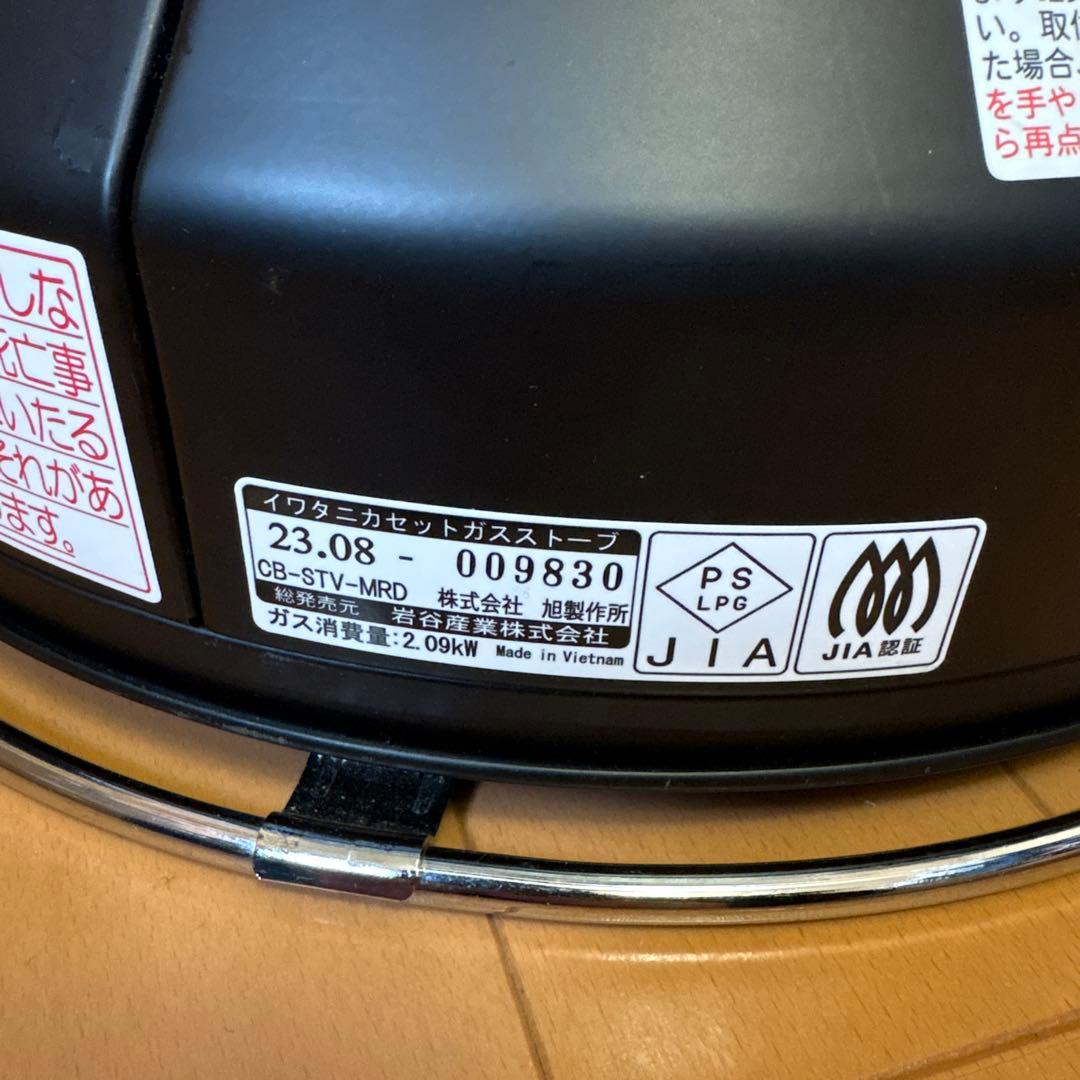 い。取付
た場合、
を手や
ら再点
しな
死亡事
いたる
それがあ
ます。
イワタニカセットガスストーブ
23.08 - 009830
CB-STV-MRD 株式会社 旭製作所
総発売元 岩谷産業株式会社
ガス消費量:2.09kW Made in Vietnam
PS
LPG
JIA
JIA認証